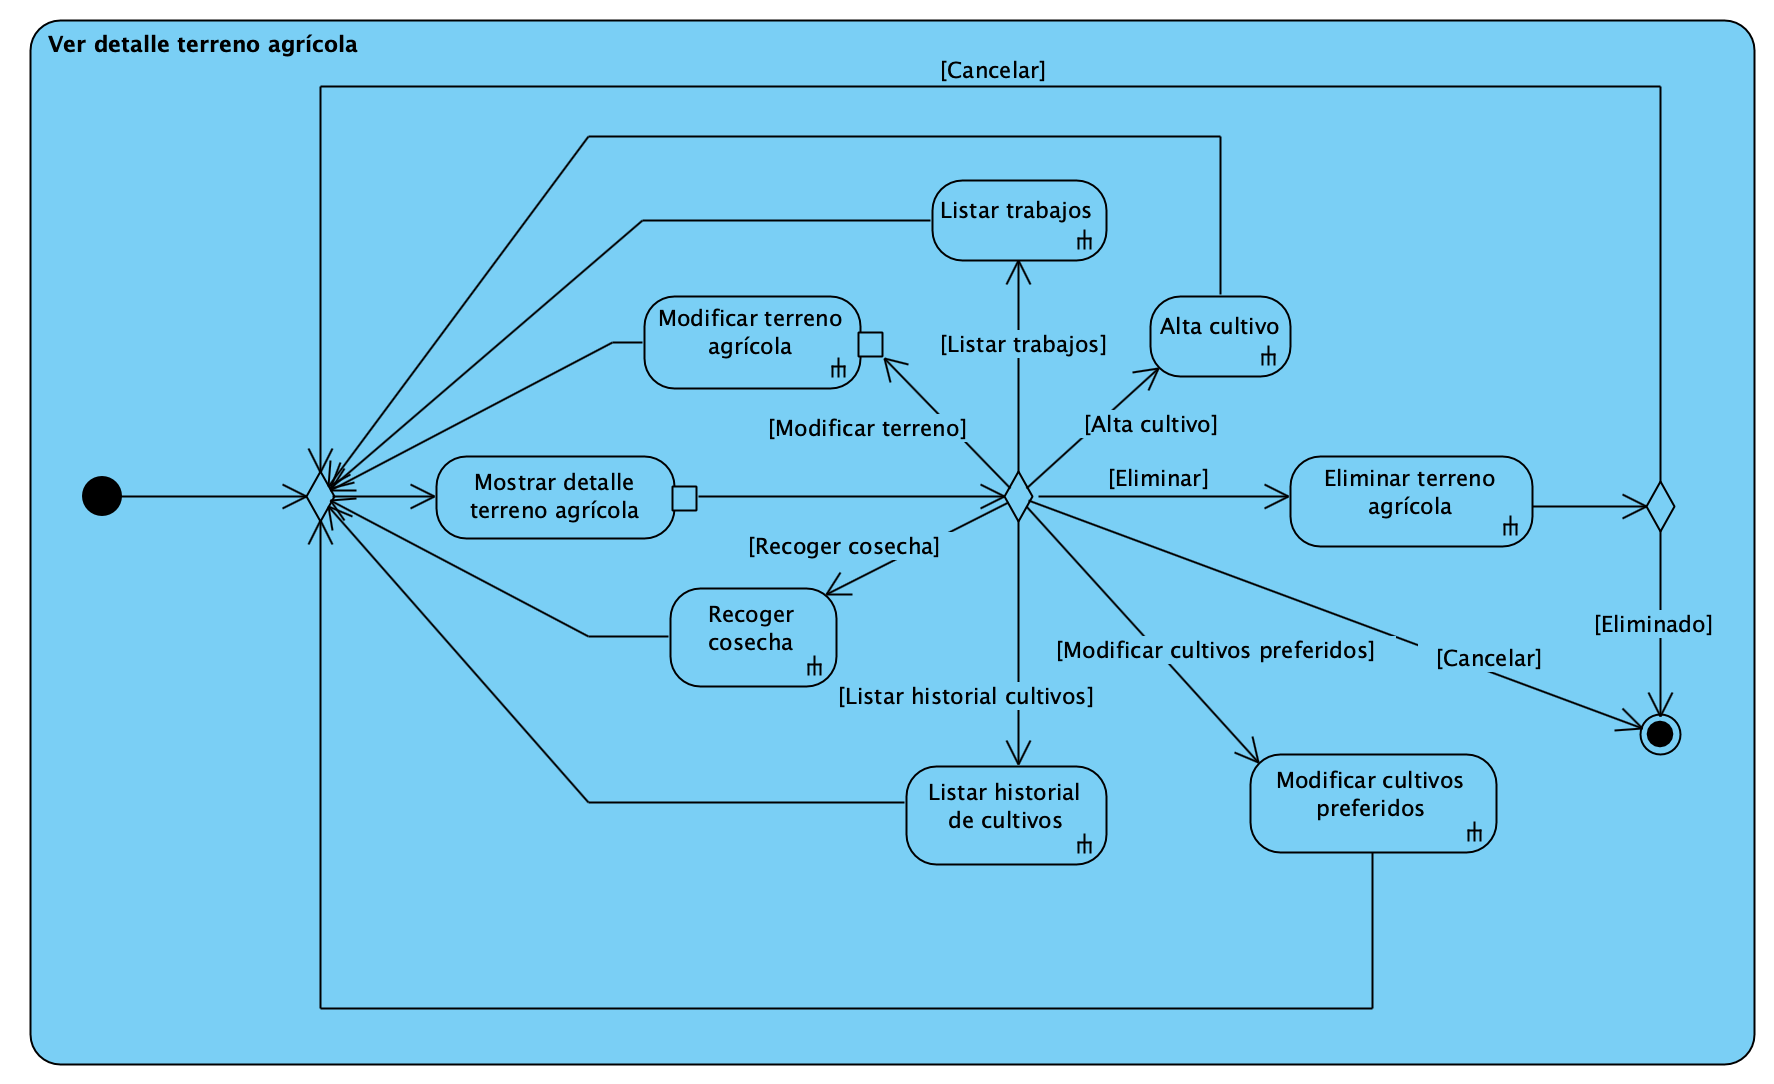 Ver detalle terreno agrícola
[Cancelar]
Listar trabajos
Modificar terreno
agrícola
[Listar trabajos]
Alta cultivo
[Modificar terreno]
[Alta cultivo]
Mostrar detalle
terreno agrícola
[Eliminar]
Eliminar terreno
agrícola
[Recoger cosecha]
Recoger
cosecha
[Eliminado]
[Modificar cultivos preferidos]
[Cancelar]
[Listar historial cultivos]
Listar historial
de cultivos
Modificar cultivos
preferidos